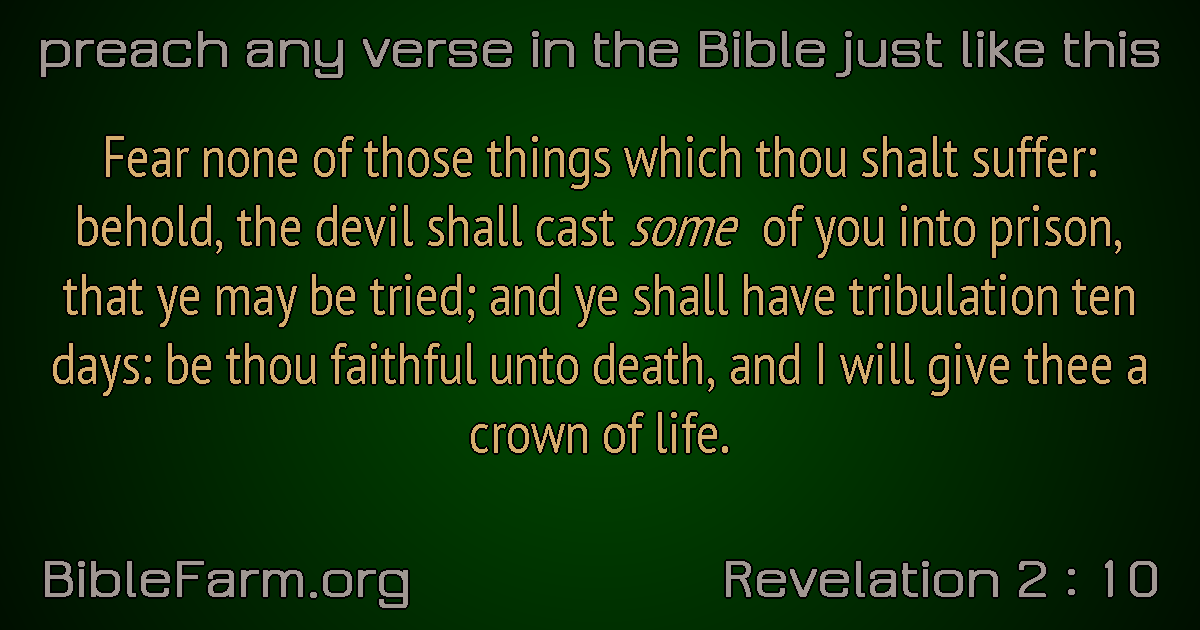 preach any verse in the Bible just like this
Fear none of those things which thou shalt suffer:
behold, the devil shall cast some of you into prison,
that ye may be tried; and ye shall have tribulation ten
days: be thou faithful unto death, and I will give thee a
crown of life.
BibleFarm.org
Revelation 2 : 10